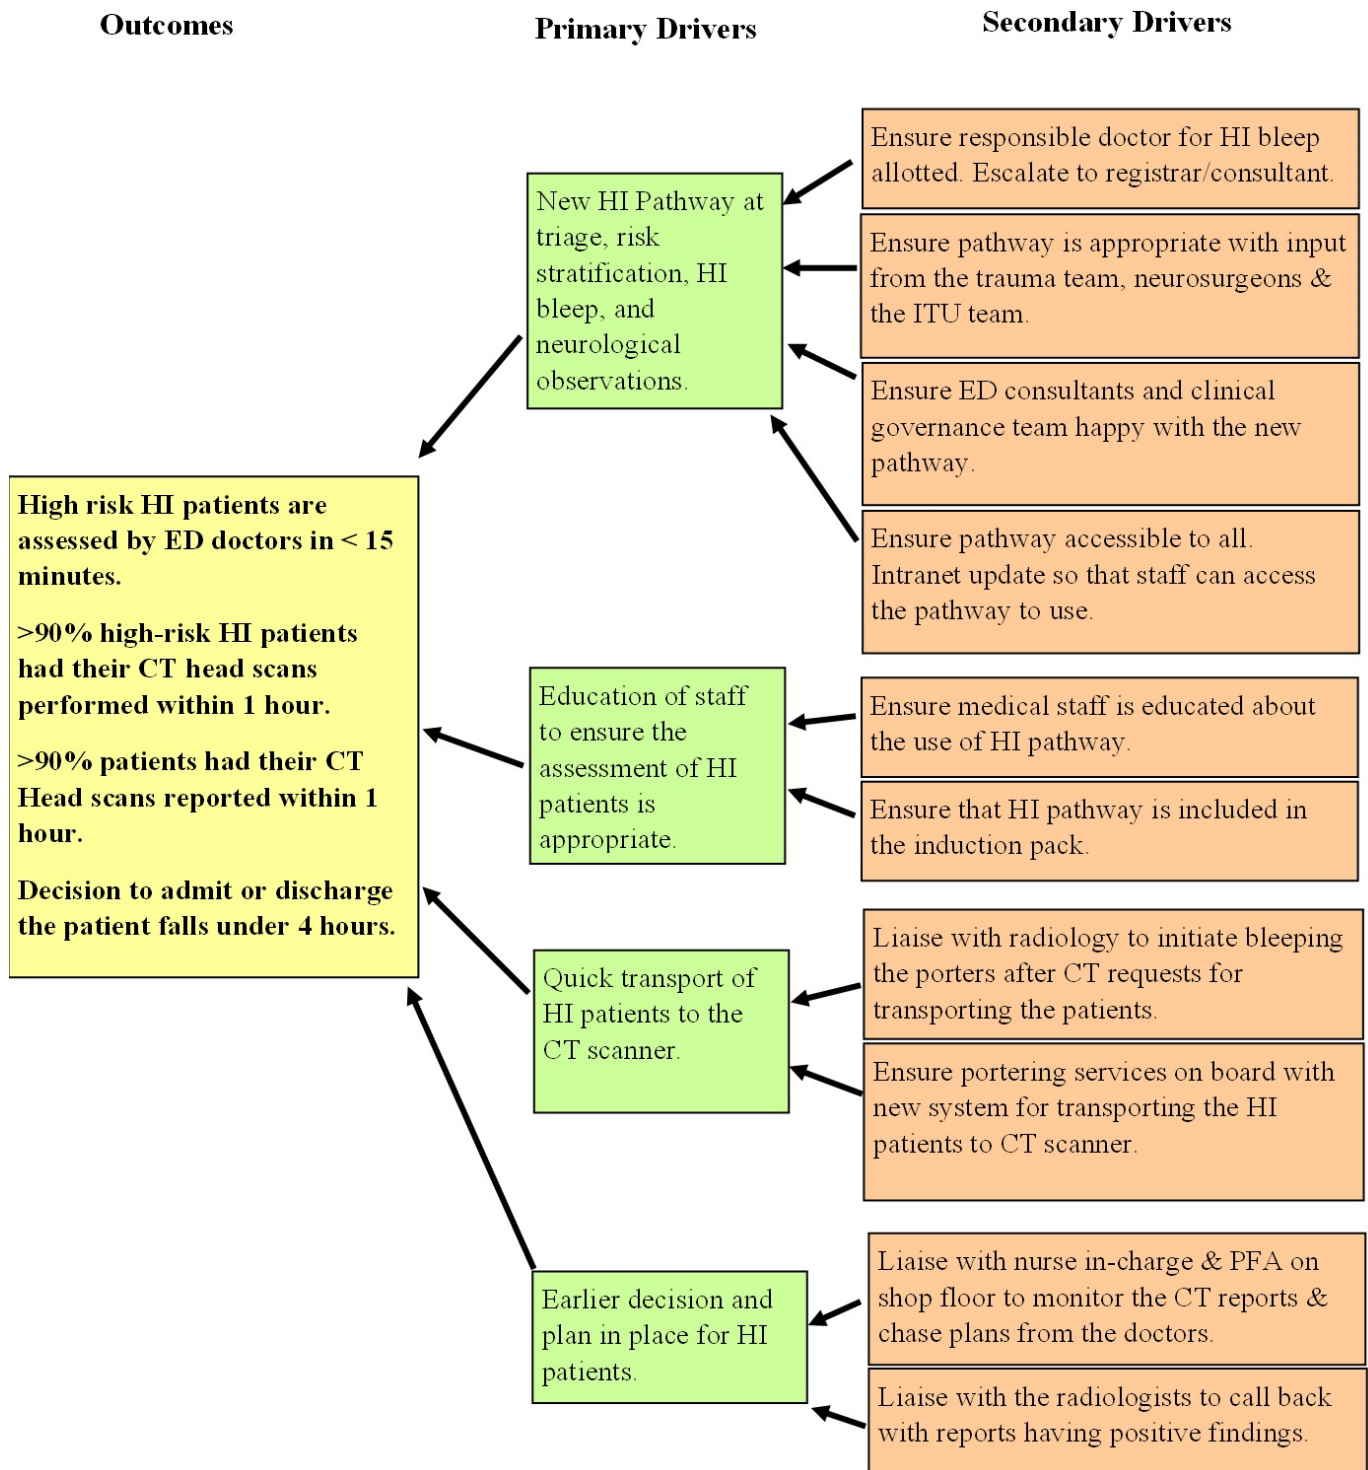 Outcomes
Primary Drivers
Secondary Drivers
High risk HI patients are
assessed by ED doctors in < 15
minutes.
>90% high-risk HI patients
had their CT head scans
performed within 1 hour.
>90% patients had their CT
Head scans reported within 1
hour.
Decision to admit or discharge
the patient falls under 4 hours.
New HI Pathway at
triage, risk
stratification, HI
bleep, and
neurological
observations.
Education of staff
to ensure the
assessment of HI
patients is
appropriate.
Quick transport of
HI patients to the
CT scanner.
Earlier decision and
plan in place for HI
patients.
Ensure responsible doctor for HI bleep
allotted. Escalate to registrar/consultant.
Ensure pathway is appropriate with input
from the trauma team, neurosurgeons &
the ITU team.
Ensure ED consultants and clinical
governance team happy with the new
pathway.
Ensure pathway accessible to all.
Intranet update so that staff can access
the pathway to use.
Ensure medical staff is educated about
the use of HI pathway.
Ensure that HI pathway is included in
the induction pack.
Liaise with radiology to initiate bleeping
the porters after CT requests for
transporting the patients.
Ensure portering services on board with
new system for transporting the HI
patients to CT scanner.
Liaise with nurse in-charge & PFA on
shop floor to monitor the CT reports &
chase plans from the doctors.
Liaise with the radiologists to call back
with reports having positive findings.